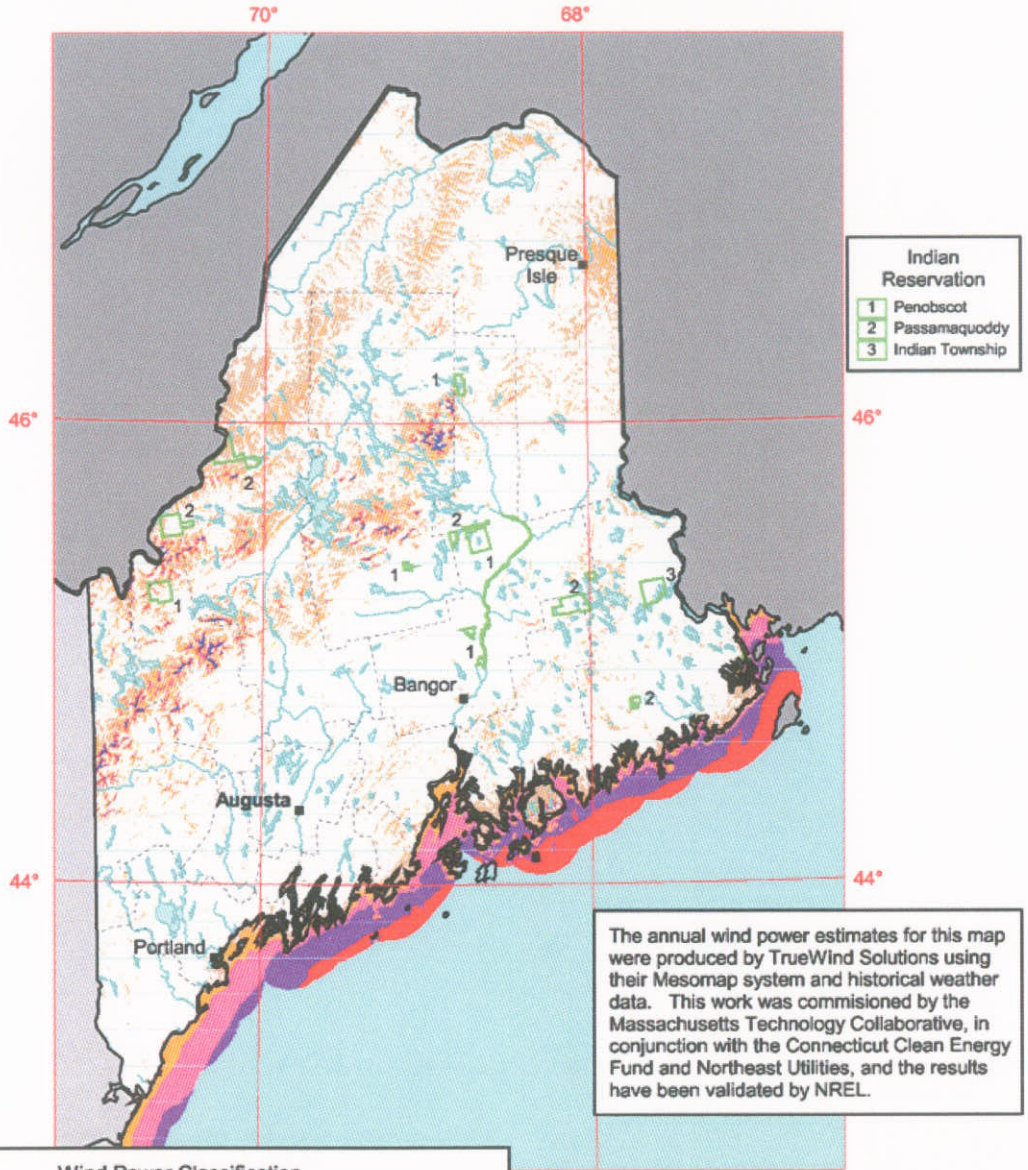 70°
68°
Presque
Isle
Indian
Reservation
1 Penobscot
2 Passamaquoddy
3 Indian Township
46°
46°
1
2
2
2
1
1
1
3
2
1
Bangor
2
Augusta
44°
44°
Portland
The annual wind power estimates for this map
were produced by TrueWind Solutions using
their Mesomap system and historical weather
data. This work was commisioned by the
Massachusetts Technology Collaborative, in
conjunction with the Connecticut Clean Energy
Fund and Northeast Utilities, and the results
have been validated by NREL.
Wind Power Classification